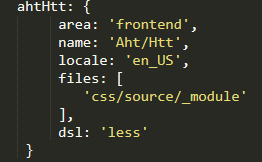 ahtHtt: {
area: 'frontend',
name: 'Aht/Htt',
locale: 'en_US',
files: [
'css/source/_module'
],
dsl: 'less'
}